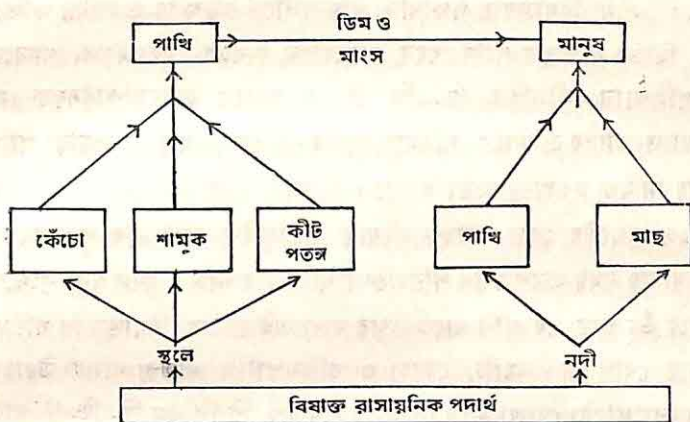 ডিম ও
পাখি
মানুষ
মাংস
কেঁচো
শামুক
কীট
পতঙ্গ
পাখি
মাছ
স্থলে
নদী
বিষাক্ত রাসায়নিক পদার্থ